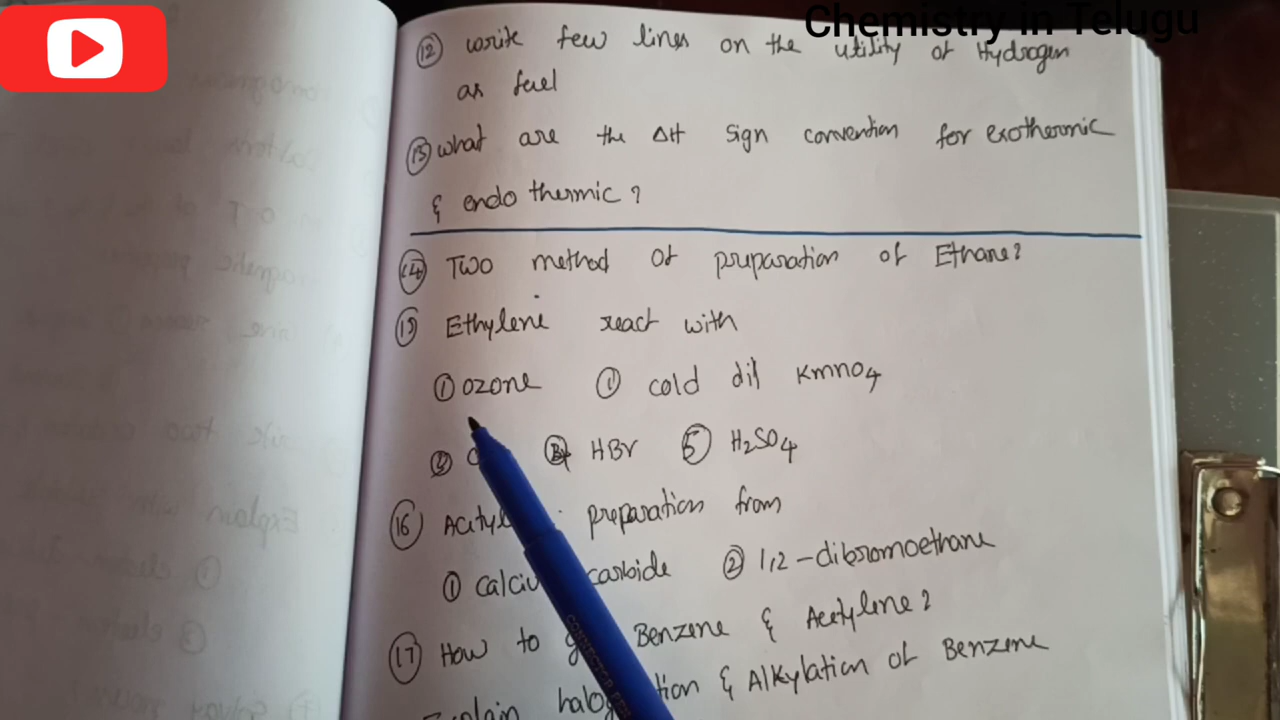 Chemistry in Telugu
12 write few lines on the utility of Hydrogen
as fuel
13 what are the ΔH Sign convention for exothermic
& endo thermic?
14 Two method of preparation of Ethane?
15 Ethylene react with
① ozone ① cold dil KmnO4
HBr ⑤ H2SO4
16 preparation from
① carbide ② 1,2-dibromoethane
17 How to Benzene & Acetylene?
& Alkylation of Benzene